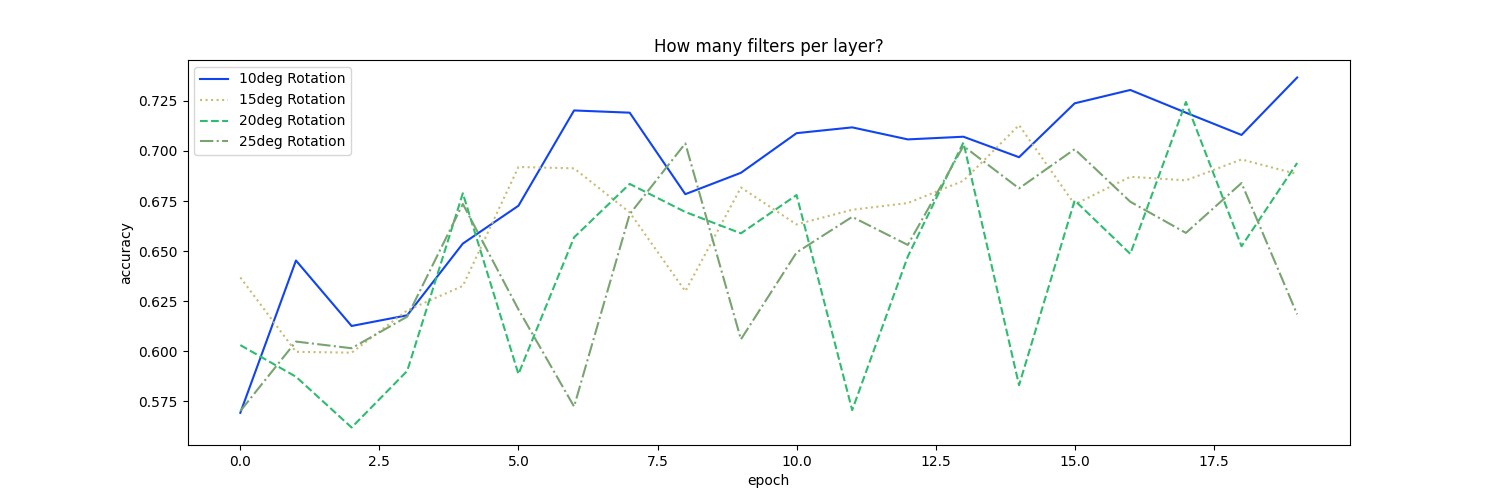 How many filters per layer?
10deg Rotation
15deg Rotation
20deg Rotation
25deg Rotation
0.725
0.700
0.675
0.650
0.625
0.600
0.575
accuracy
0.0 2.5 5.0 7.5 10.0 12.5 15.0 17.5
epoch